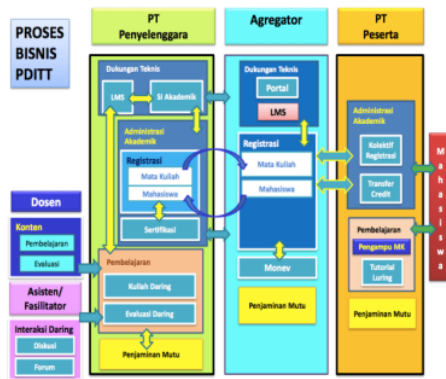 PROSES
BISNIS
PDITT
PT
Penyelenggara
Agregator
PT
Peserta
Dukungan Teknis
LMS
SI Akademik
Administrasi
Akademik
Registrasi
Mata Kuliah
Mahasiswa
Sertifikasi
Pembelajaran
Kuliah Daring
Evaluasi Daring
Penjaminan Mutu
Dukungan Teknis
Portal
LMS
Registrasi
Mata Kuliah
Mahasiswa
Monev
Penjaminan Mutu
Administrasi
Akademik
Kolektif
Registrasi
Transfer
Credit
Pembelajaran
Pengampu MK
Tutorial
Luring
Penjaminan Mutu
Mahasiswa
Dosen
Konten
Pembelajaran
Evaluasi
Asisten/
Fasilitator
Interaksi Daring
Diskusi
Forum